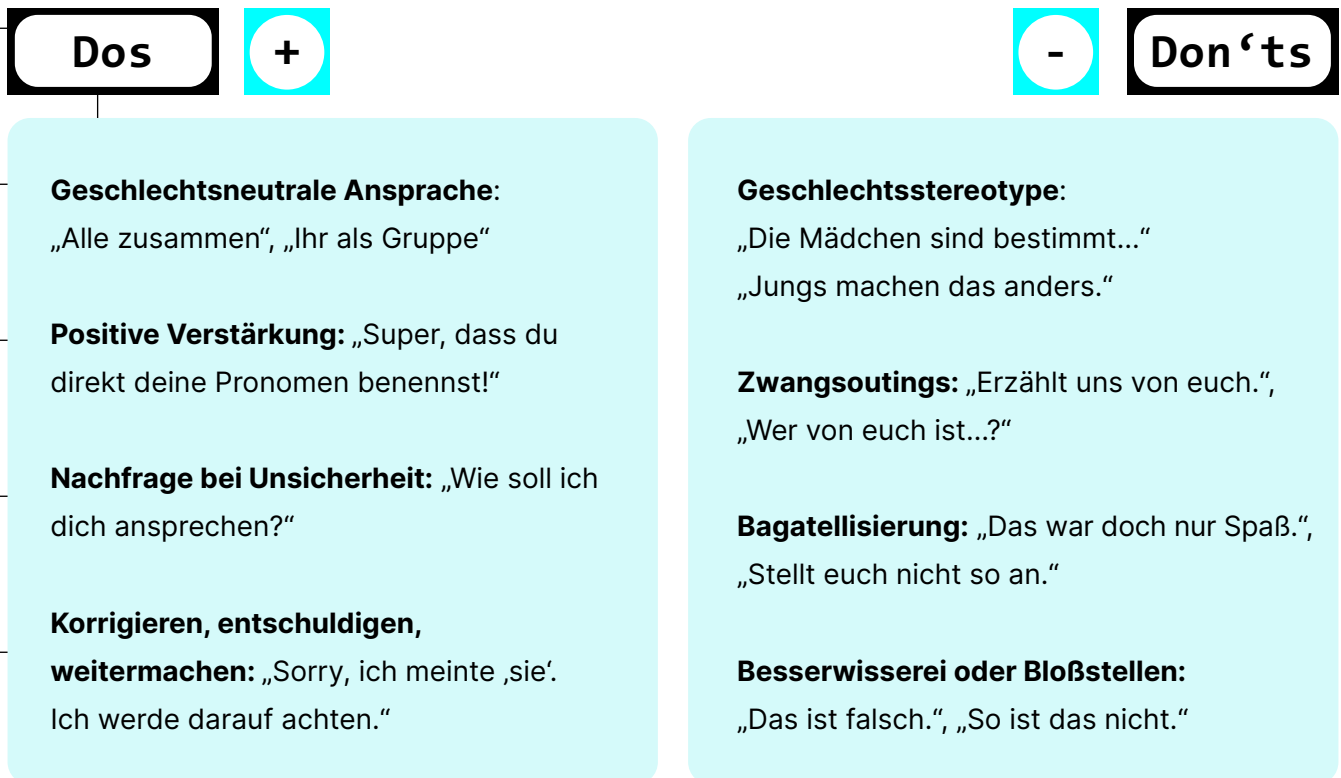 Dos
+
-
Don‘ts
Geschlechtsneutrale Ansprache:
„Alle zusammen“, „Ihr als Gruppe“
Positive Verstärkung: „Super, dass du
direkt deine Pronomen benennst!“
Nachfrage bei Unsicherheit: „Wie soll ich
dich ansprechen?“
Korrigieren, entschuldigen,
weitermachen: „Sorry, ich meinte ‚sie‘.
Ich werde darauf achten.“
Geschlechtsstereotype:
„Die Mädchen sind bestimmt...“
„Jungs machen das anders.“
Zwangsoutings: „Erzählt uns von euch.“,
„Wer von euch ist...?“
Bagatellisierung: „Das war doch nur Spaß.“,
„Stellt euch nicht so an.“
Besserwisserei oder Bloßstellen:
„Das ist falsch.“, „So ist das nicht.“